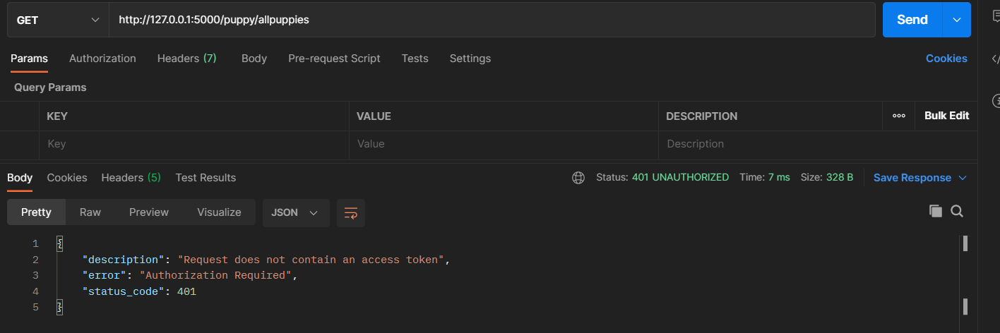 GET http://127.0.0.1:5000/puppy/allpuppies Send
Params Authorization Headers (7) Body Pre-request Script Tests Settings Cookies
Query Params
KEY VALUE DESCRIPTION ooo Bulk Edit
Key Value Description
Body Cookies Headers (5) Test Results Status: 401 UNAUTHORIZED Time: 7 ms Size: 328 B Save Response
Pretty Raw Preview Visualize JSON
1 {
2 "description": "Request does not contain an access token",
3 "error": "Authorization Required",
4 "status_code": 401
5 }